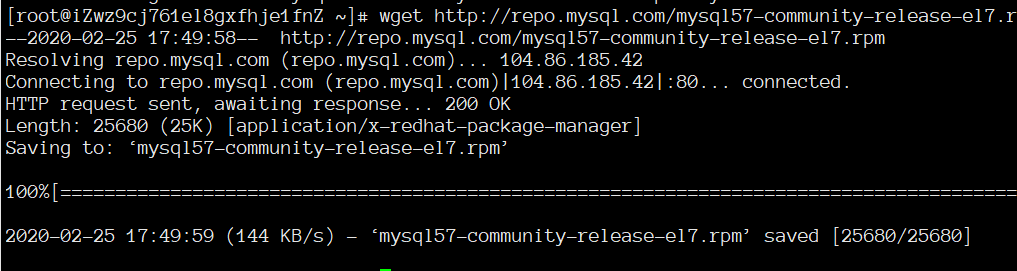 [root@iZwz9cj761el8gxfhje1fnZ ~]# wget http://repo.mysql.com/mysql57-community-release-el7.r
--2020-02-25 17:49:58--  http://repo.mysql.com/mysql57-community-release-el7.rpm
Resolving repo.mysql.com (repo.mysql.com)... 104.86.185.42
Connecting to repo.mysql.com (repo.mysql.com)|104.86.185.42|:80... connected.
HTTP request sent, awaiting response... 200 OK
Length: 25680 (25K) [application/x-redhat-package-manager]
Saving to: ‘mysql57-community-release-el7.rpm’
100%[=====================================================================================
2020-02-25 17:49:59 (144 KB/s) - ‘mysql57-community-release-el7.rpm’ saved [25680/25680]